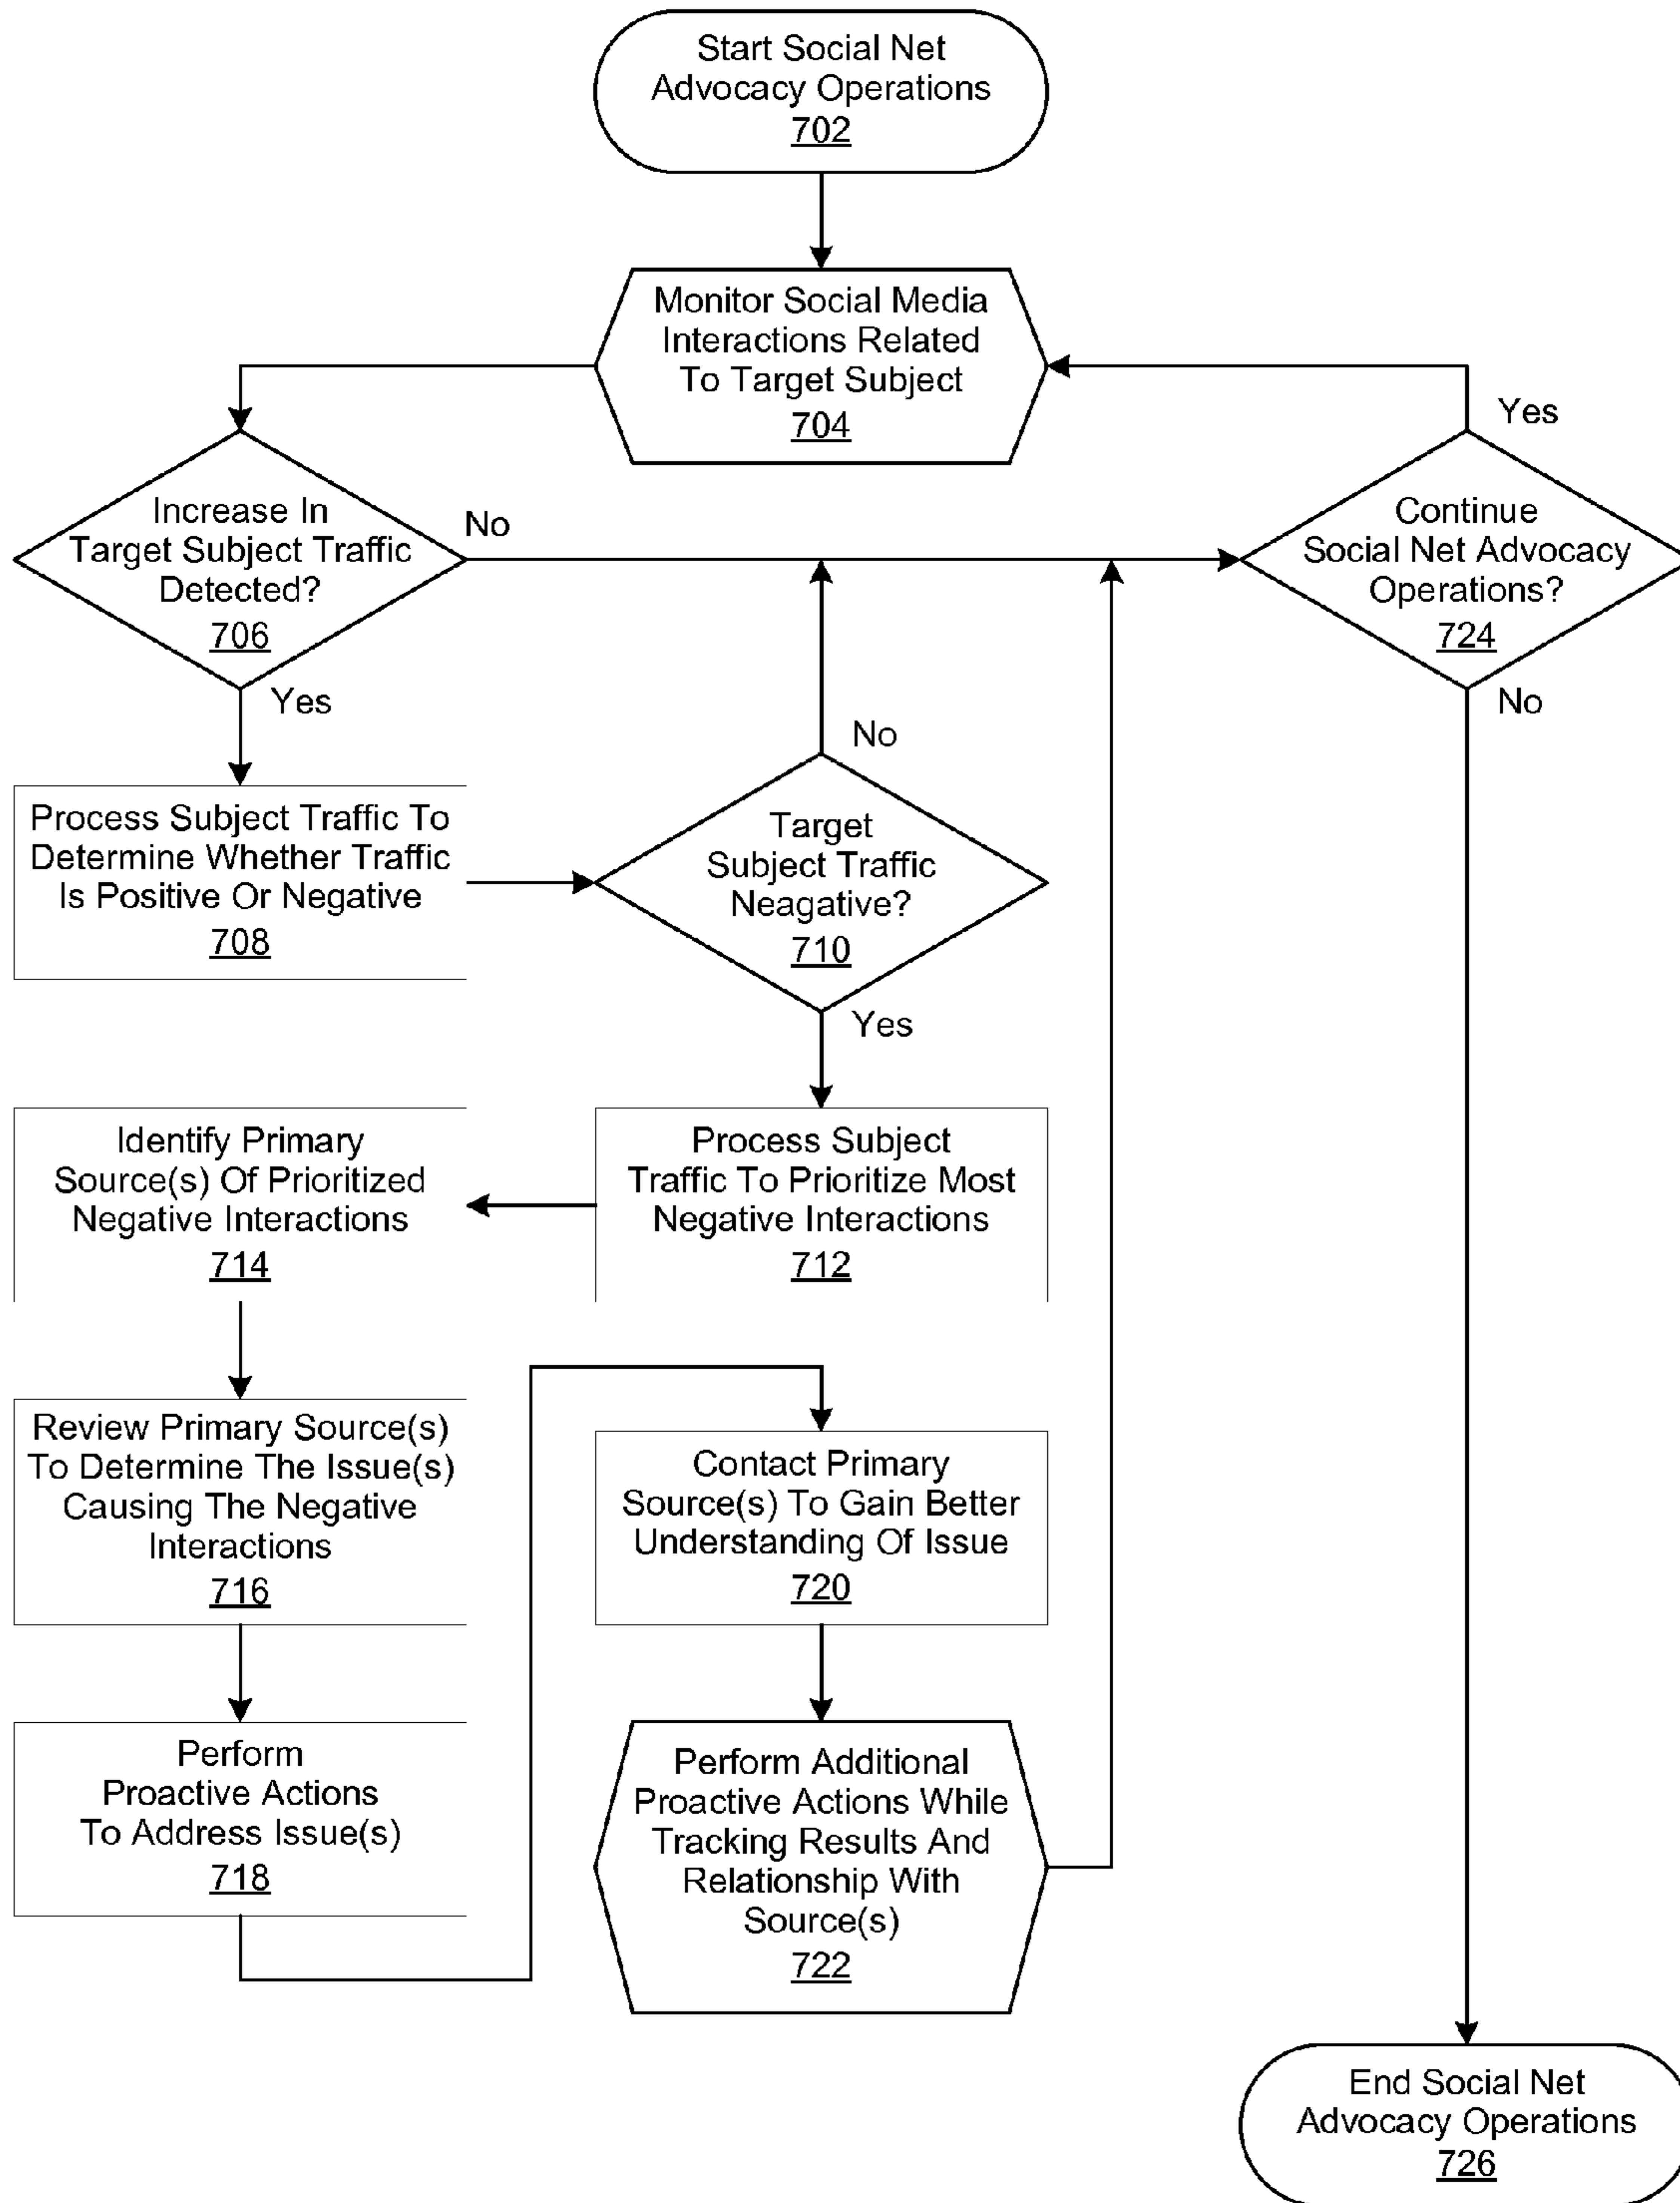 Start Social Net
Advocacy Operations
702
Monitor Social Media
Interactions Related
To Target Subject
704
Yes
Increase In
Target Subject Traffic
Detected?
706
No
Continue
Social Net Advocacy
Operations?
724
Yes
No
No
Process Subject Traffic To
Determine Whether Traffic
Is Positive Or Negative
708
Target
Subject Traffic
Neagative?
710
Yes
Process Subject
Traffic To Prioritize Most
Negative Interactions
712
Identify Primary
Source(s) Of Prioritized
Negative Interactions
714
Review Primary Source(s)
To Determine The Issue(s)
Causing The Negative
Interactions
716
Perform
Proactive Actions
To Address Issue(s)
718
Contact Primary
Source(s) To Gain Better
Understanding Of Issue
720
Perform Additional
Proactive Actions While
Tracking Results And
Relationship With
Source(s)
722
End Social Net
Advocacy Operations
726